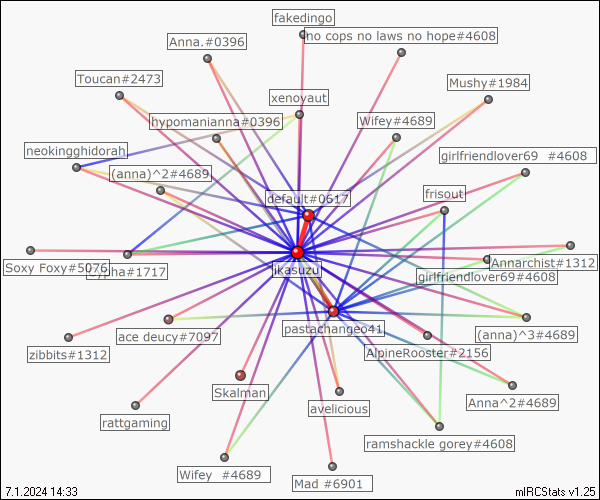 fakedingo
no cops no laws no hope#4608
Anna.#0396
Toucan#2473
Mushy#1984
xenoyaut
hypomanianna#0396
Wifey#4689
neokingghidorah
girlfriendlover69 #4608
(anna)^2#4689
default#0617
frisout
Soxy Foxy#5076
#1717
likasuzu
Annarchist#1312
girlfriendlover69#4608
pastachangeo41
ace deucy#7097
(anna)^3#4689
zibbits#1312
AlpineRooster#2156
Skalman
Anna^2#4689
rattgaming
avelicious
ramshackle gorey#4608
Wifey #4689
Mad #6901
7.1.2024 14:33
mIRCStats v1.25